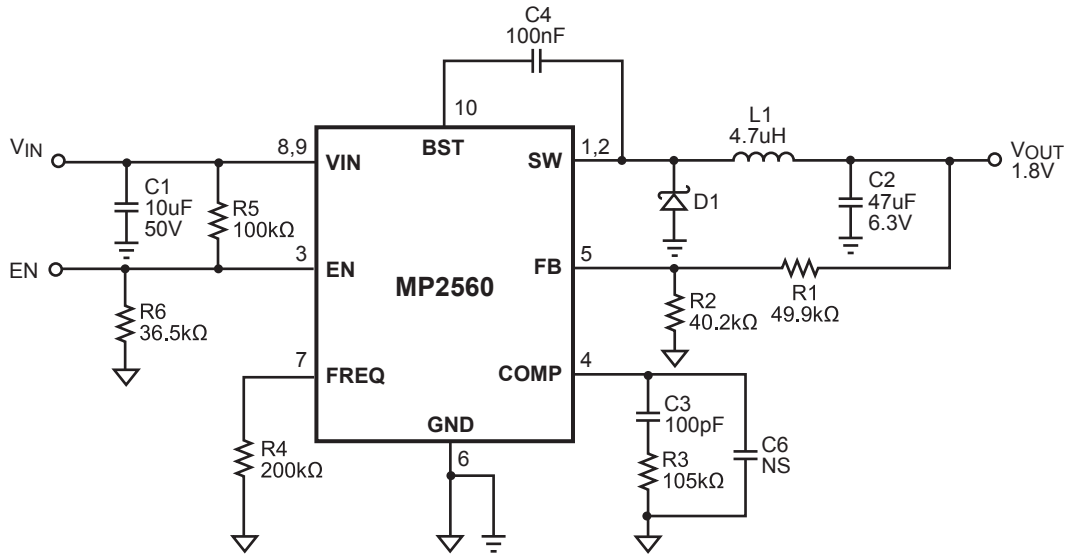 C4
100nF
10
L1
4.7uH
VIN
8,9
VIN
BST
SW
1,2
VOUT
1.8V
C1
10uF
50V
R5
100kΩ
D1
C2
47uF
6.3V
EN
3
EN
FB
5
MP2560
R1
49.9kΩ
R6
36.5kΩ
R2
40.2kΩ
7
FREQ
COMP
4
GND
6
R4
200kΩ
C3
100pF
R3
105kΩ
C6
NS